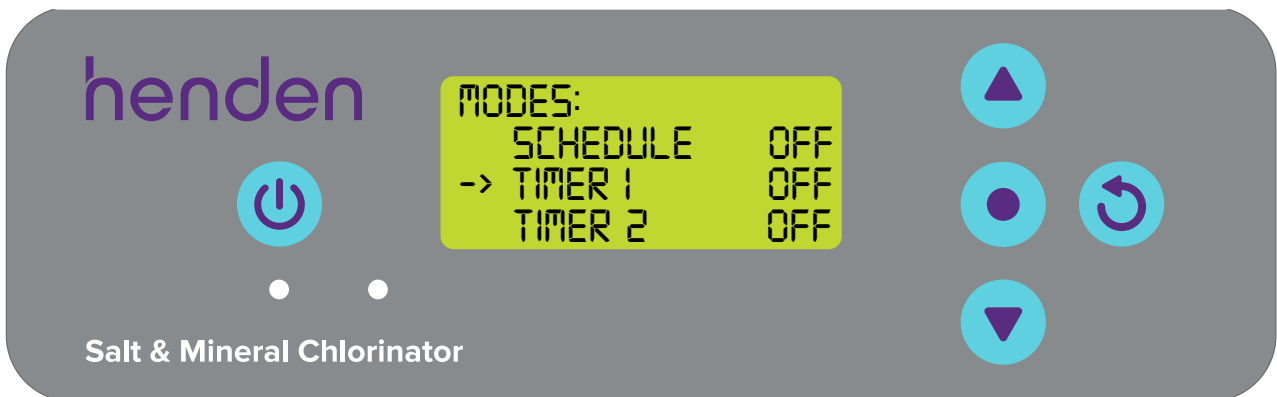 henden
MODES:
SCHEDULE OFF
-> TIMER 1 OFF
TIMER 2 OFF
Salt & Mineral Chlorinator